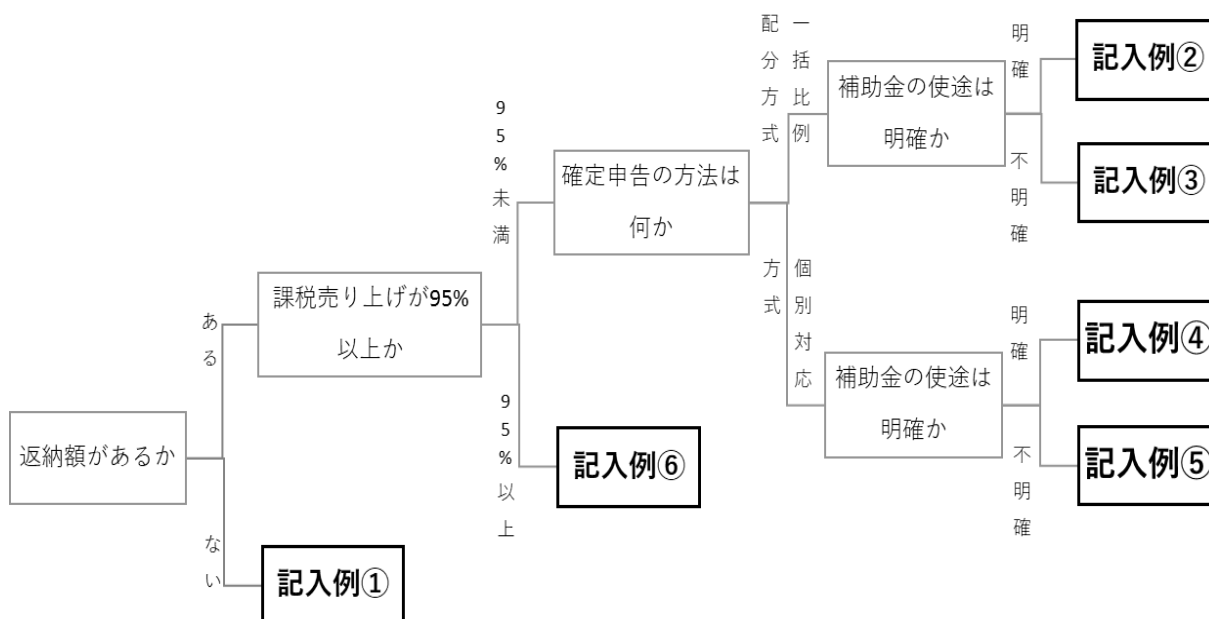 返納額があるか
ある
ない
課税売り上げが95%
以上か
記入例①
95%未満
95%以上
確定申告の方法は
何か
記入例⑥
一括比例
配分方式
個別対応
方式
補助金の使途は
明確か
明確
不明確
記入例②
記入例③
補助金の使途は
明確か
明確
不明確
記入例④
記入例⑤